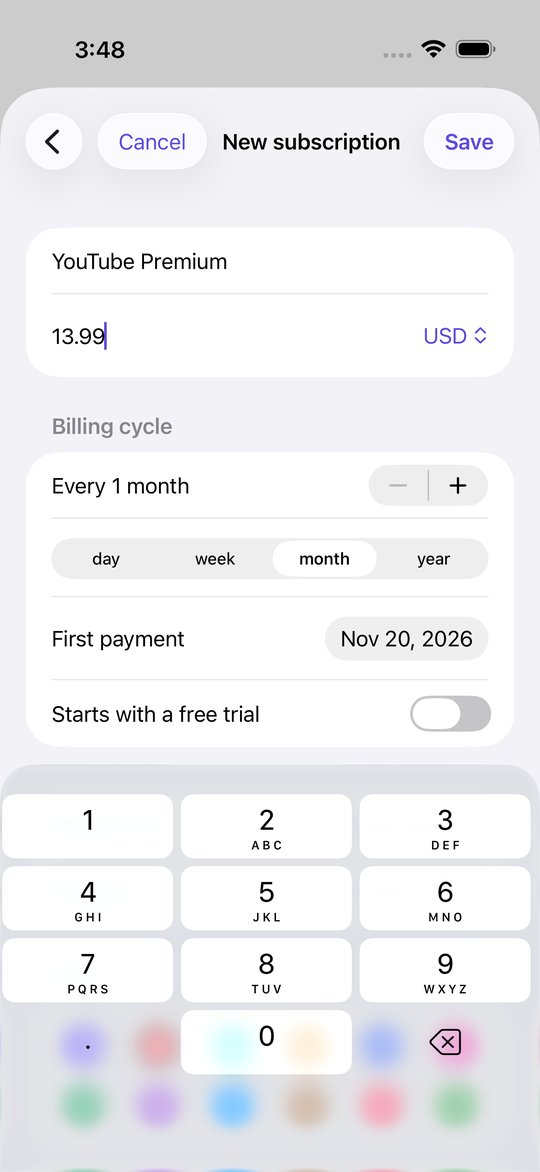 3:48
Cancel New subscription Save
YouTube Premium
13.99 USD
Billing cycle
Every 1 month − +
day week month year
First payment Nov 20, 2026
Starts with a free trial
1 2 3
ABC DEF
4 5 6
GHI JKL MNO
7 8 9
PQRS TUV WXYZ
. 0